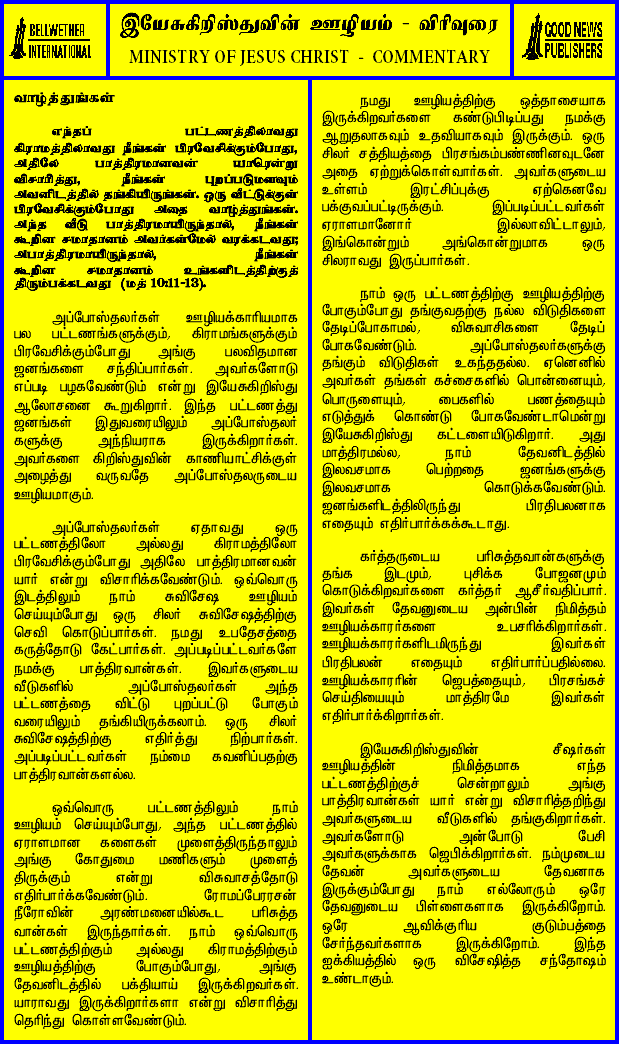 BELLWETHER
INTERNATIONAL
இயேசுகிறிஸ்துவின் ஊழியம் - விரிவுரை
MINISTRY OF JESUS CHRIST - COMMENTARY
GOOD NEWS
PUBLISHERS
வாழ்த்துங்கள்
எந்தப் பட்டணத்திலாவது
கிராமத்திலாவது நீங்கள் பிரவேசிக்கும்போது,
அதிலே பாத்திரமானவன் யாரென்று
விசாரித்து, நீங்கள் புறப்படுமளவும்
அவனிடத்தில் தங்கியிருங்கள். ஒரு வீட்டுக்குள்
பிரவேசிக்கும்போது அதை வாழ்த்துங்கள்.
அந்த வீடு பாத்திரமாயிருந்தால், நீங்கள்
கூறின சமாதானம் அவர்கள்மேல் வரக்கடவது;
அபாத்திரமாயிருந்தால், நீங்கள்
கூறின சமாதானம் உங்களிடத்திற்குத்
திரும்பக்கடவது (மத் 10:11-13).
அப்போஸ்தலர்கள் ஊழியக்காரியமாக
பல பட்டணங்களுக்கும், கிராமங்களுக்கும்
பிரவேசிக்கும்போது அங்கு பலவிதமான
ஜனங்களை சந்திப்பார்கள். அவர்களோடு
எப்படி பழகவேண்டும் என்று இயேசுகிறிஸ்து
ஆலோசனை கூறுகிறார். இந்த பட்டணத்து
ஜனங்கள் இதுவரையிலும் அப்போஸ்தலர்
களுக்கு அந்நியராக இருக்கிறார்கள்.
அவர்களை கிறிஸ்துவின் காணியாட்சிக்குள்
அழைத்து வருவதே அப்போஸ்தலருடைய
ஊழியமாகும்.
அப்போஸ்தலர்கள் ஏதாவது ஒரு
பட்டணத்திலோ அல்லது கிராமத்திலோ
பிரவேசிக்கும்போது அதிலே பாத்திரமானவன்
யார் என்று விசாரிக்கவேண்டும். ஒவ்வொரு
இடத்திலும் நாம் சுவிசேஷ ஊழியம்
செய்யும்போது ஒரு சிலர் சுவிசேஷத்திற்கு
செவி கொடுப்பார்கள். நமது உபதேசத்தை
கருத்தோடு கேட்பார்கள். அப்படிப்பட்டவர்களே
நமக்கு பாத்திரவான்கள். இவர்களுடைய
வீடுகளில் அப்போஸ்தலர்கள் அந்த
பட்டணத்தை விட்டு புறப்பட்டு போகும்
வரையிலும் தங்கியிருக்கலாம். ஒரு சிலர்
சுவிசேஷத்திற்கு எதிர்த்து நிற்பார்கள்.
அப்படிப்பட்டவர்கள் நம்மை கவனிப்பதற்கு
பாத்திரவான்களல்ல.
ஒவ்வொரு பட்டணத்திலும் நாம்
ஊழியம் செய்யும்போது, அந்த பட்டணத்தில்
ஏராளமான களைகள் முளைத்திருந்தாலும்
அங்கு கோதுமை மணிகளும் முளைத்
திருக்கும் என்று விசுவாசத்தோடு
எதிர்பார்க்கவேண்டும். ரோமப்பேரரசன்
நீரோவின் அரண்மனையில்கூட பரிசுத்த
வான்கள் இருந்தார்கள். நாம் ஒவ்வொரு
பட்டணத்திற்கும் அல்லது கிராமத்திற்கும்
ஊழியத்திற்கு போகும்போது, அங்கு
தேவனிடத்தில் பக்தியாய் இருக்கிறவர்கள்.
யாராவது இருக்கிறார்களா என்று விசாரித்து
தெரிந்து கொள்ளவேண்டும்.
நமது ஊழியத்திற்கு ஒத்தாசையாக
இருக்கிறவர்களை கண்டுபிடிப்பது நமக்கு
ஆறுதலாகவும் உதவியாகவும் இருக்கும். ஒரு
சிலர் சத்தியத்தை பிரசங்கம்பண்ணினவுடனே
அதை ஏற்றுக்கொள்வார்கள். அவர்களுடைய
உள்ளம் இரட்சிப்புக்கு ஏற்கெனவே
பக்குவப்பட்டிருக்கும். இப்படிப்பட்டவர்கள்
ஏராளமானோர் இல்லாவிட்டாலும்,
இங்கொன்றும் அங்கொன்றுமாக ஒரு
சிலராவது இருப்பார்கள்.
நாம் ஒரு பட்டணத்திற்கு ஊழியத்திற்கு
போகும்போது தங்குவதற்கு நல்ல விடுதிகளை
தேடிப்போகாமல், விசுவாசிகளை தேடிப்
போகவேண்டும். அப்போஸ்தலர்களுக்கு
தங்கும் விடுதிகள் உகந்ததல்ல. ஏனெனில்
அவர்கள் தங்கள் கச்சைகளில் பொன்னையும்,
பொருளையும், பைகளில் பணத்தையும்
எடுத்துக் கொண்டு போகவேண்டாமென்று
இயேசுகிறிஸ்து கட்டளையிடுகிறார். அது
மாத்திரமல்ல, நாம் தேவனிடத்தில்
இலவசமாக பெற்றதை ஜனங்களுக்கு
இலவசமாக கொடுக்கவேண்டும்.
ஜனங்களிடத்திலிருந்து பிரதிபலனாக
எதையும் எதிர்பார்க்கக்கூடாது.
கர்த்தருடைய பரிசுத்தவான்களுக்கு
தங்க இடமும், புசிக்க போஜனமும்
கொடுக்கிறவர்களை கர்த்தர் ஆசீர்வதிப்பார்.
இவர்கள் தேவனுடைய அன்பின் நிமித்தம்
ஊழியக்காரர்களை உபசரிக்கிறார்கள்.
ஊழியக்காரர்களிடமிருந்து இவர்கள்
பிரதிபலன் எதையும் எதிர்பார்ப்பதில்லை.
ஊழியக்காரரின் ஜெபத்தையும், பிரசங்கச்
செய்தியையும் மாத்திரமே இவர்கள்
எதிர்பார்க்கிறார்கள்.
இயேசுகிறிஸ்துவின் சீஷர்கள்
ஊழியத்தின் நிமித்தமாக எந்த
பட்டணத்திற்குச் சென்றாலும் அங்கு
பாத்திரவான்கள் யார் என்று விசாரித்தறிந்து
அவர்களுடைய வீடுகளில் தங்குகிறார்கள்.
அவர்களோடு அன்போடு பேசி
அவர்களுக்காக ஜெபிக்கிறார்கள். நம்முடைய
தேவன் அவர்களுடைய தேவனாக
இருக்கும்போது நாம் எல்லோரும் ஒரே
தேவனுடைய பிள்ளைகளாக இருக்கிறோம்.
ஒரே ஆவிக்குரிய குடும்பத்தை
சேர்ந்தவர்களாக இருக்கிறோம். இந்த
ஐக்கியத்தில் ஒரு விசேஷித்த சந்தோஷம்
உண்டாகும்.